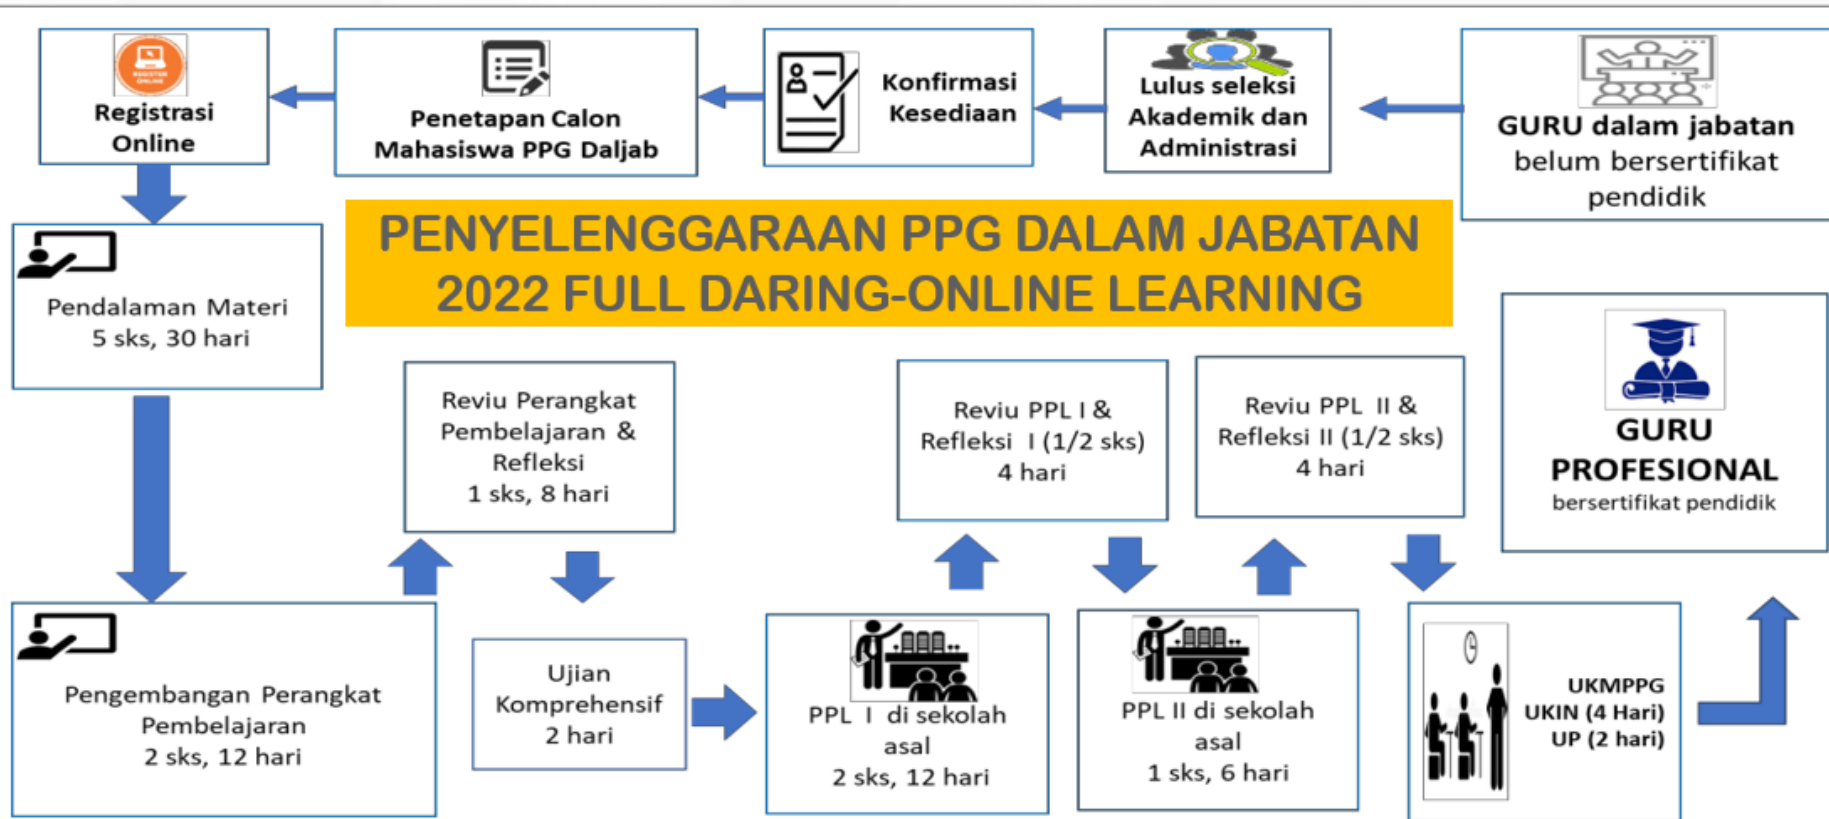 REGISTER
ONLINE
Registrasi
Online
Penetapan Calon
Mahasiswa PPG Daljab
Konfirmasi
Kesediaan
Lulus seleksi
Akademik dan
Administrasi
GURU dalam jabatan
belum bersertifikat
pendidik
PENYELENGGARAAN PPG DALAM JABATAN
2022 FULL DARING-ONLINE LEARNING
Pendalaman Materi
5 sks, 30 hari
Reviu Perangkat
Pembelajaran &
Refleksi
1 sks, 8 hari
Reviu PPL I &
Refleksi I (1/2 sks)
4 hari
Reviu PPL II &
Refleksi II (1/2 sks)
4 hari
GURU
PROFESIONAL
bersertifikat pendidik
Pengembangan Perangkat
Pembelajaran
2 sks, 12 hari
Ujian
Komprehensif
2 hari
PPL I di sekolah
asal
2 sks, 12 hari
PPL II di sekolah
asal
1 sks, 6 hari
UKMPPG
UKIN (4 Hari)
UP (2 hari)